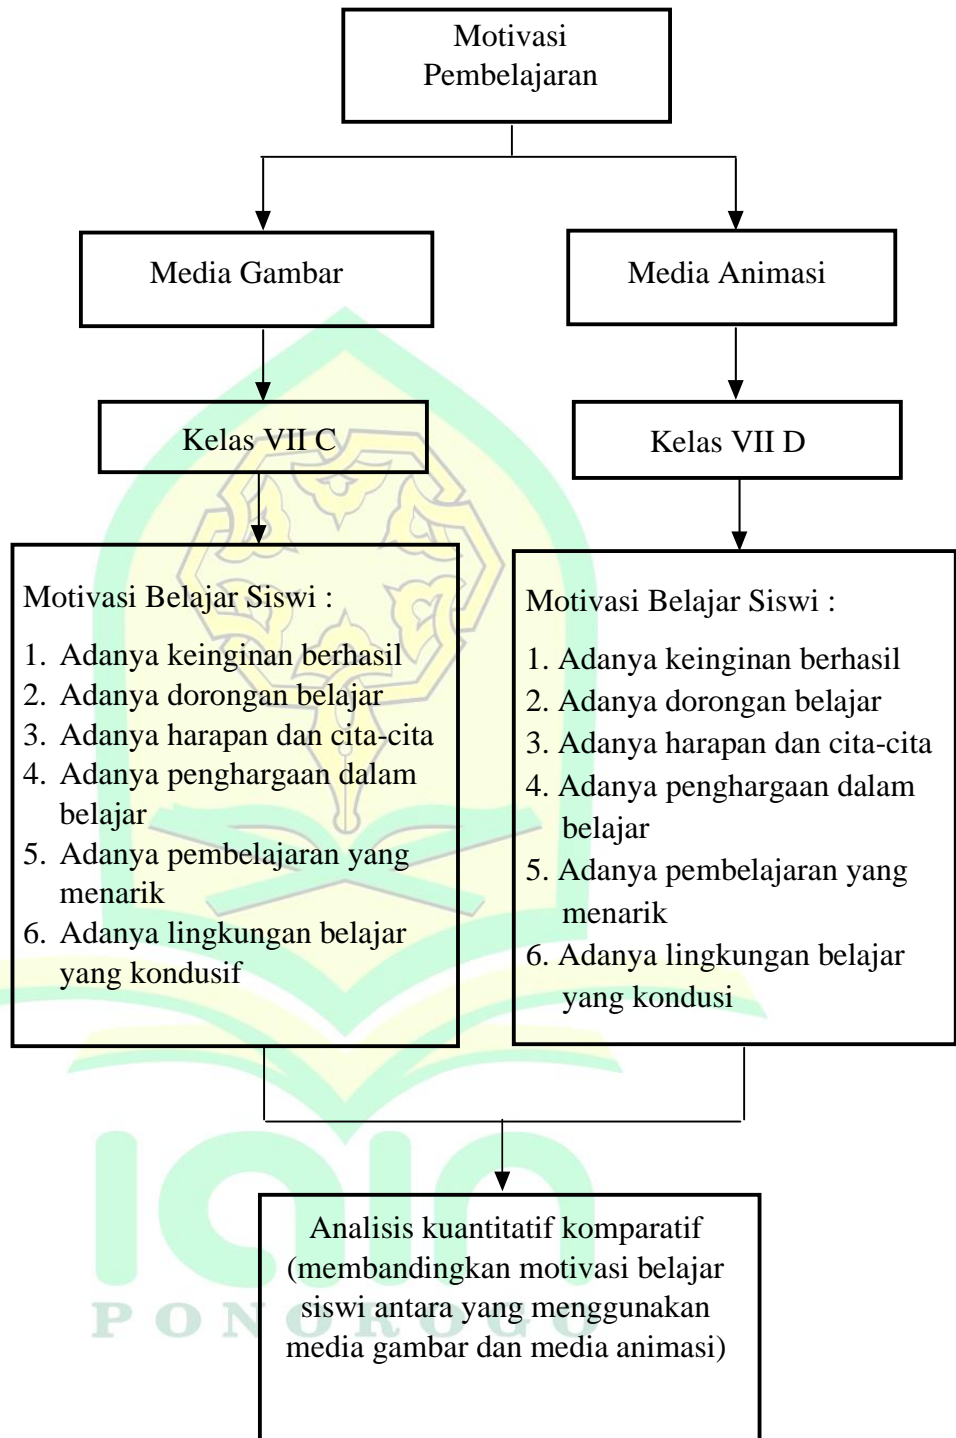 Motivasi
Pembelajaran
Media Gambar
Media Animasi
Kelas VII C
Kelas VII D
Motivasi Belajar Siswi :
1. Adanya keinginan berhasil
2. Adanya dorongan belajar
3. Adanya harapan dan cita-cita
4. Adanya penghargaan dalam
belajar
5. Adanya pembelajaran yang
menarik
6. Adanya lingkungan belajar
yang kondusif
Motivasi Belajar Siswi :
1. Adanya keinginan berhasil
2. Adanya dorongan belajar
3. Adanya harapan dan cita-cita
4. Adanya penghargaan dalam
belajar
5. Adanya pembelajaran yang
menarik
6. Adanya lingkungan belajar
yang kondusi
Analisis kuantitatif komparatif
(membandingkan motivasi belajar
siswi antara yang menggunakan
media gambar dan media animasi)
iain
PONOROGO